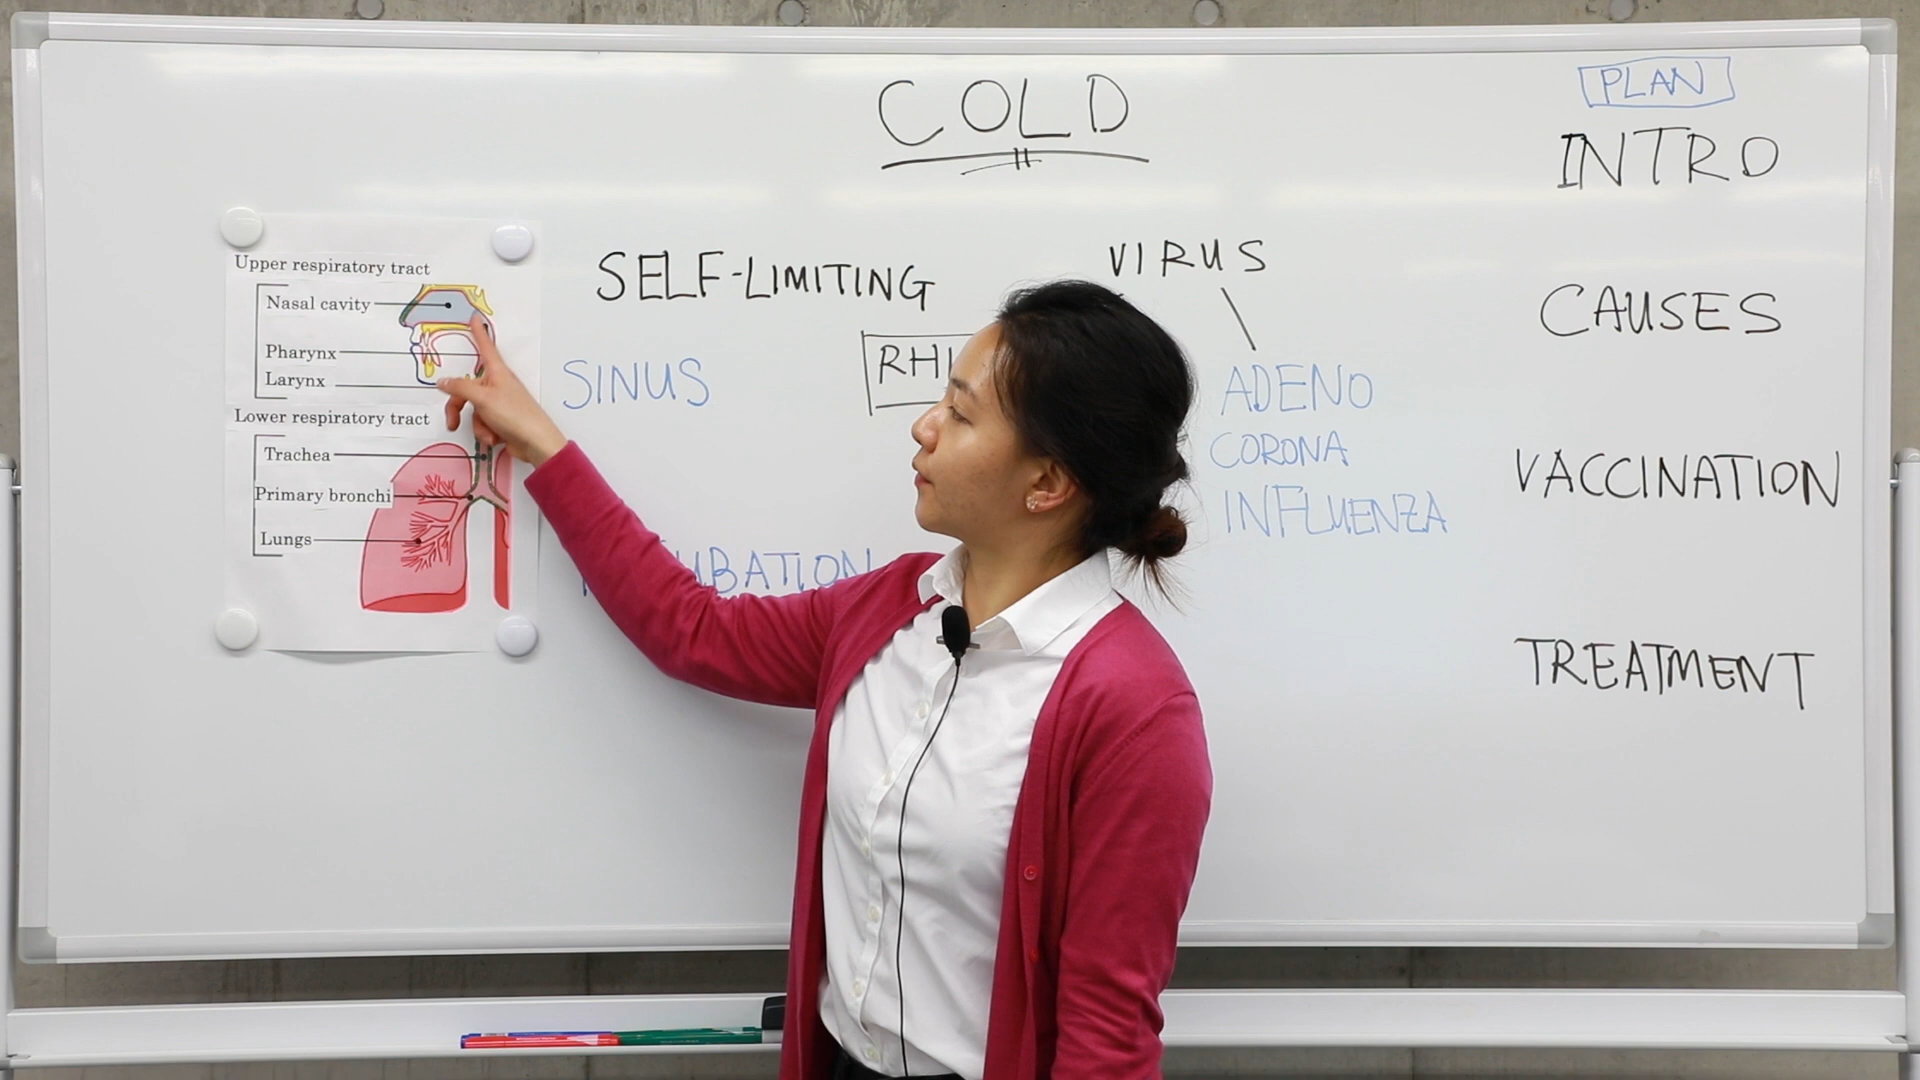 COLD
PLAN
INTRO
CAUSES
VACCINATION
TREATMENT
Upper respiratory tract
Nasal cavity
Pharynx
Larynx
Lower respiratory tract
Trachea
Primary bronchi
Lungs
SELF-LIMITING
SINUS
VIRUS
ADENO
CORONA
INFLUENZA